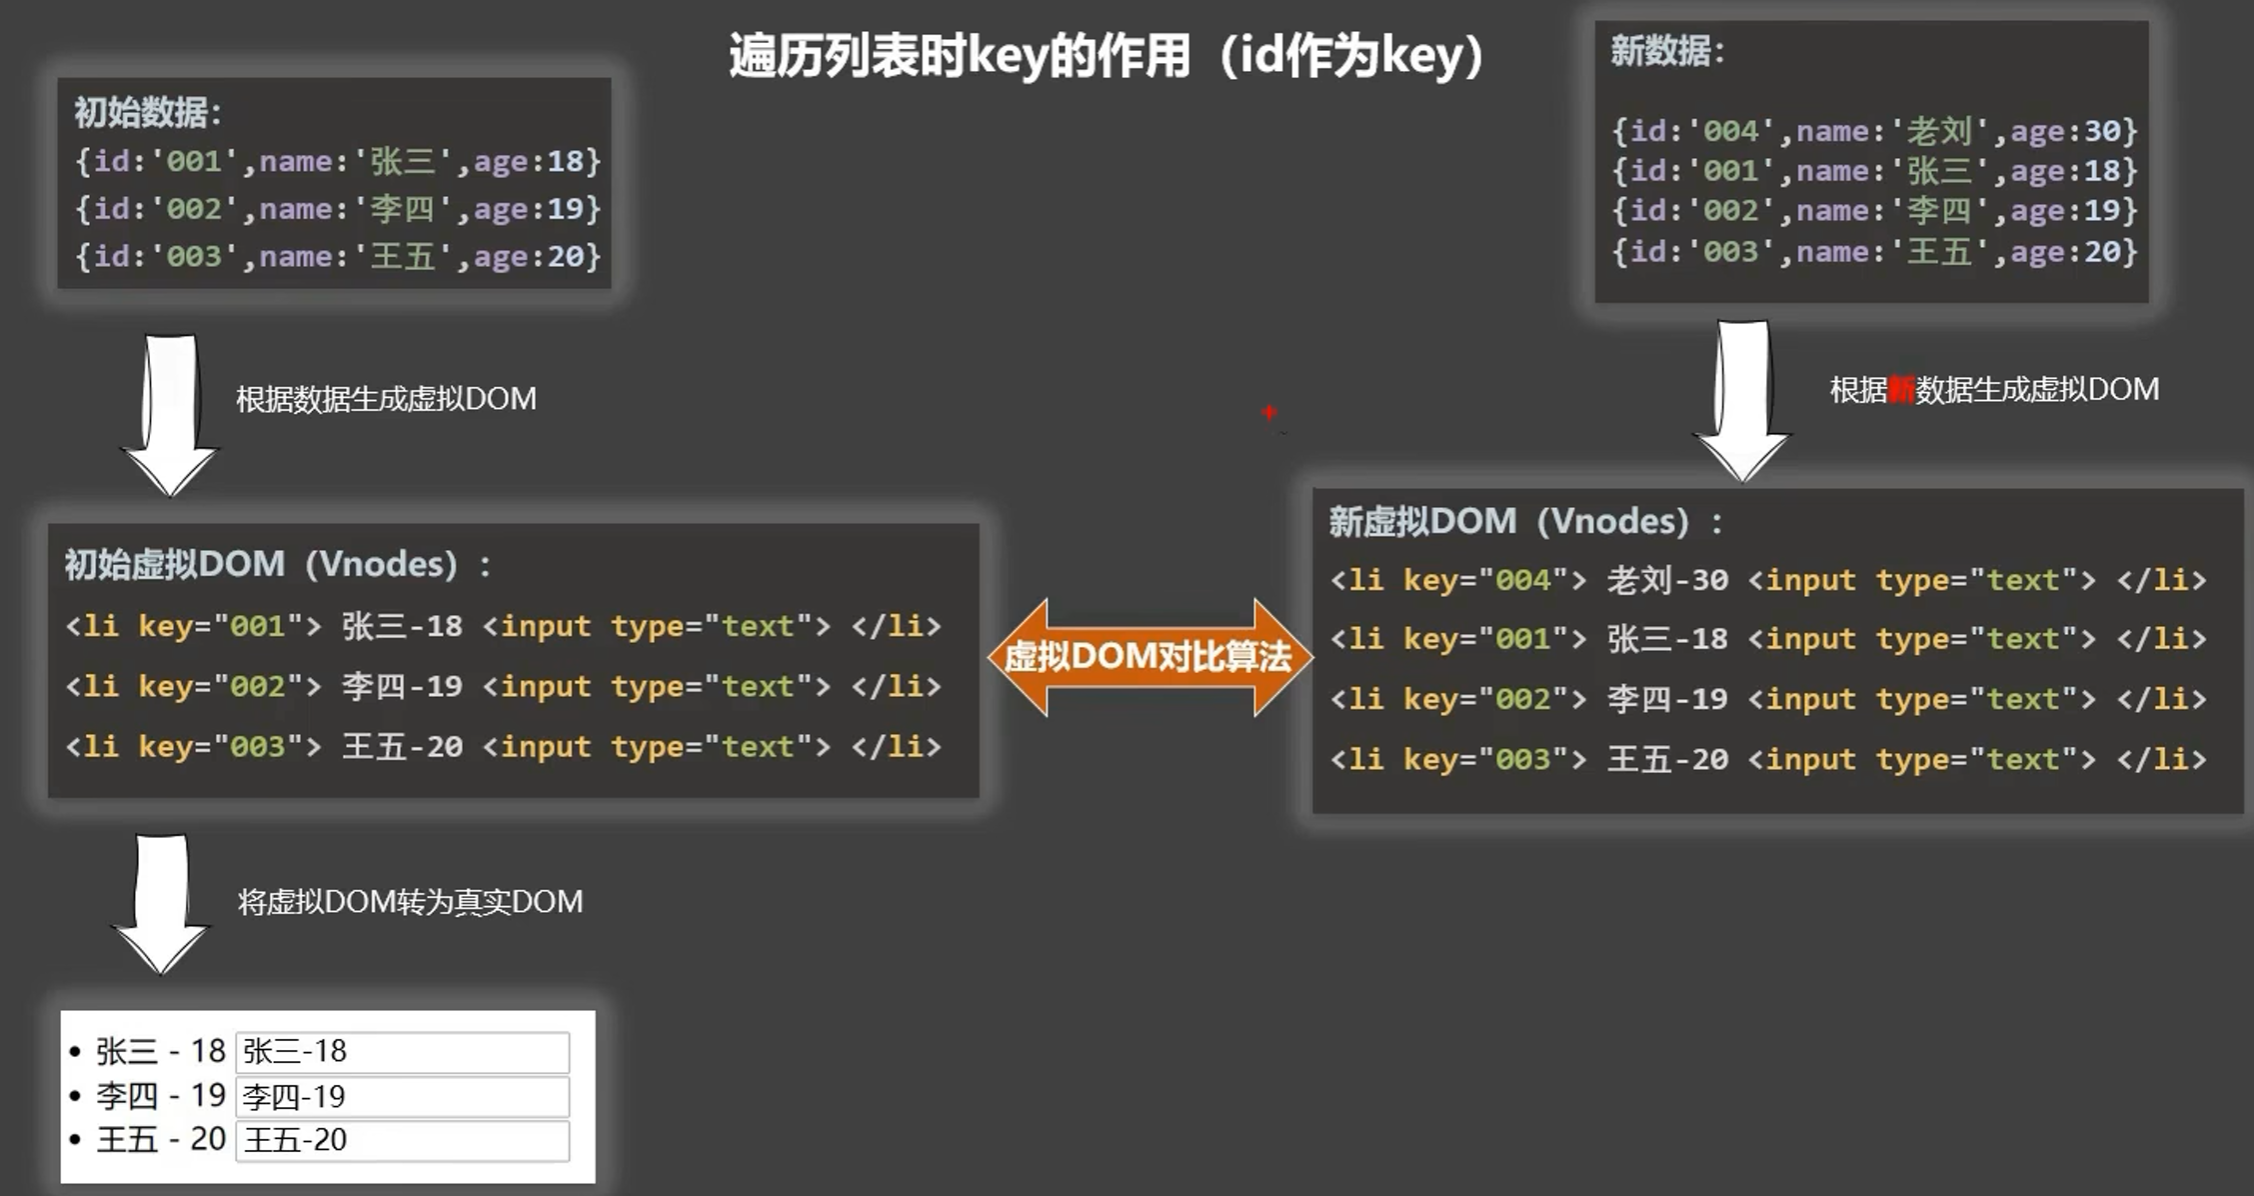 遍历列表时key的作用（id作为key）
初始数据：
{id:'001',name:'张三',age:18}
{id:'002',name:'李四',age:19}
{id:'003',name:'王五',age:20}
新数据：
{id:'004',name:'老刘',age:30}
{id:'001',name:'张三',age:18}
{id:'002',name:'李四',age:19}
{id:'003',name:'王五',age:20}
根据数据生成虚拟DOM
根据新数据生成虚拟DOM
初始虚拟DOM（Vnodes）：
<li key="001"> 张三-18 <input type="text"> </li>
<li key="002"> 李四-19 <input type="text"> </li>
<li key="003"> 王五-20 <input type="text"> </li>
虚拟DOM对比算法
新虚拟DOM（Vnodes）：
<li key="004"> 老刘-30 <input type="text"> </li>
<li key="001"> 张三-18 <input type="text"> </li>
<li key="002"> 李四-19 <input type="text"> </li>
<li key="003"> 王五-20 <input type="text"> </li>
将虚拟DOM转为真实DOM
• 张三 - 18 张三-18
• 李四 - 19 李四-19
• 王五 - 20 王五-20